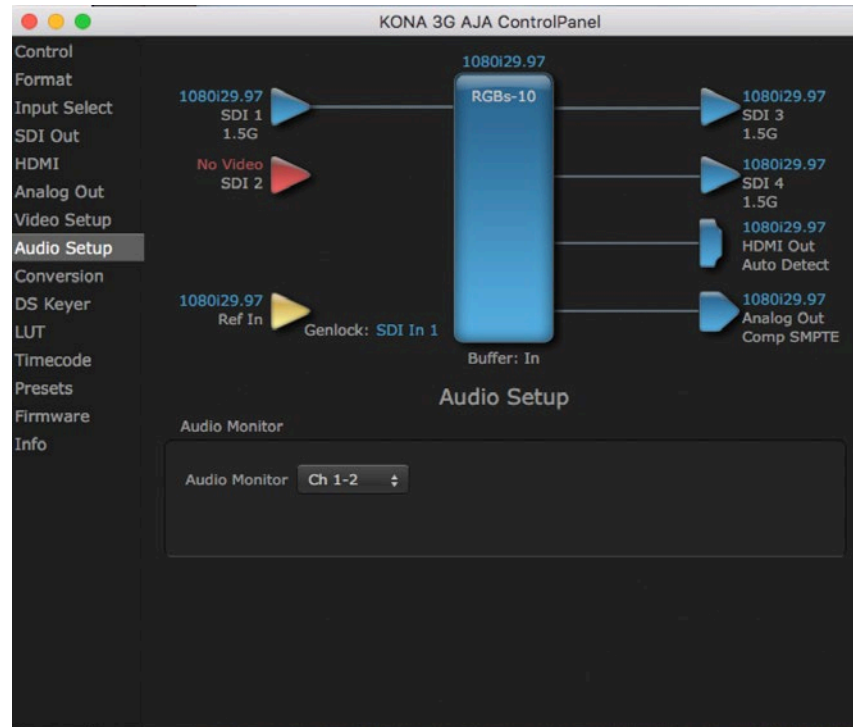 KONA 3G AJA ControlPanel
Control
Format
Input Select
SDI Out
HDMI
Analog Out
Video Setup
Audio Setup
Conversion
DS Keyer
LUT
Timecode
Presets
Firmware
Info
1080i29.97
RGBs-10
1080i29.97
SDI 1
1.5G
No Video
SDI 2
1080i29.97
Ref In
Genlock: SDI In 1
Buffer: In
1080i29.97
SDI 3
1.5G
1080i29.97
SDI 4
1.5G
1080i29.97
HDMI Out
Auto Detect
1080i29.97
Analog Out
Comp SMPTE
Audio Setup
Audio Monitor
Audio Monitor Ch 1-2